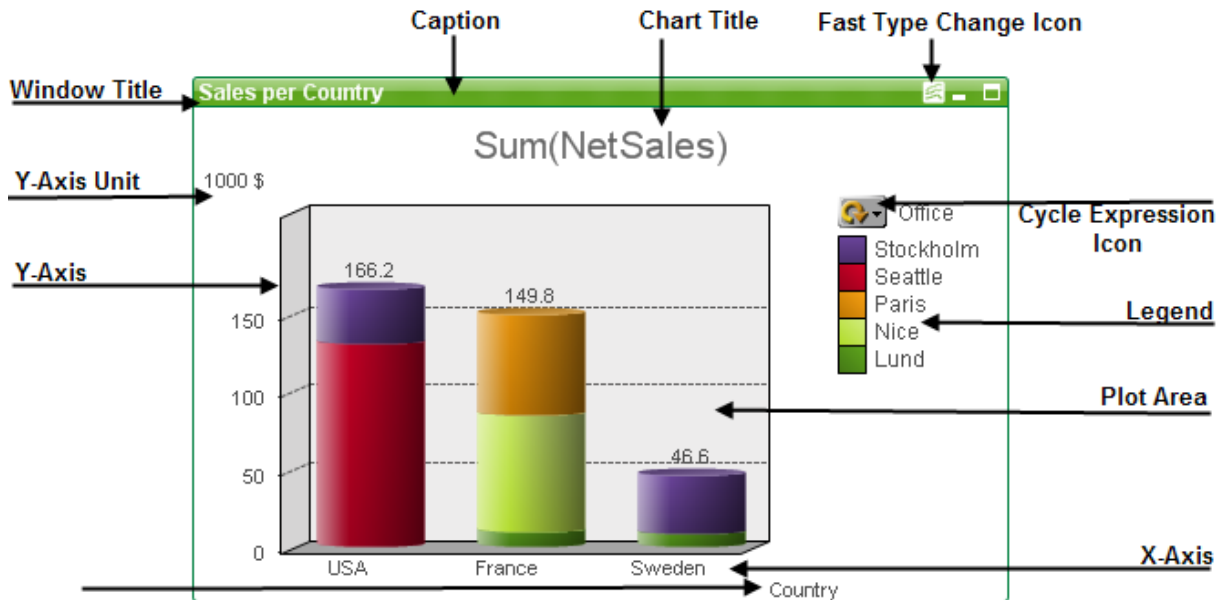 Caption
Chart Title
Fast Type Change Icon
Window Title
Sales per Country
Sum(NetSales)
Y-Axis Unit
1000 $
Office
Cycle Expression
Icon
Stockholm
Seattle
Paris
Nice
Lund
Y-Axis
Legend
166.2
149.8
46.6
150
100
50
0
Plot Area
USA
France
Sweden
X-Axis
Country